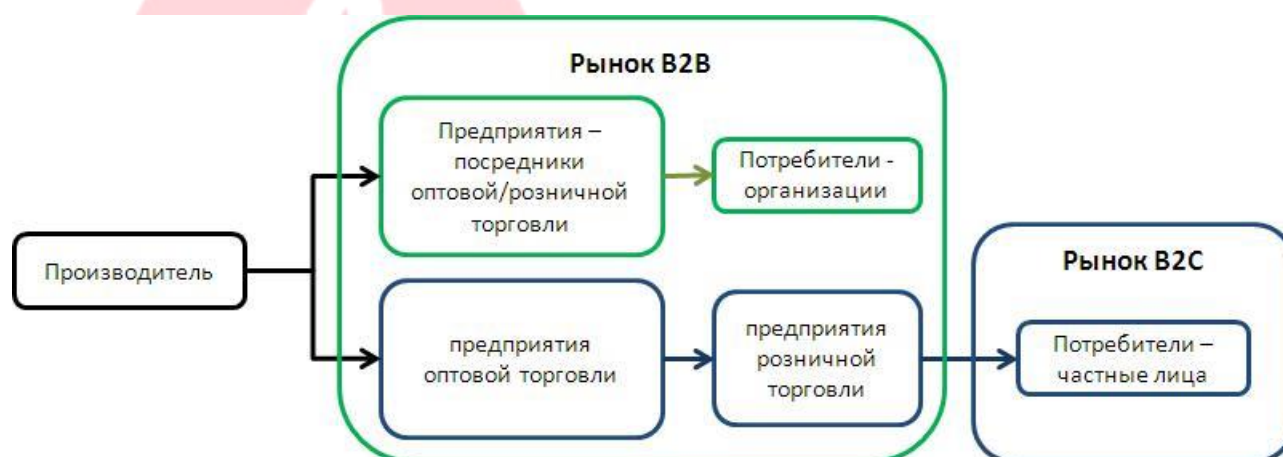 Рынок B2B
Предприятия –
посредники
оптовой/розничной
торговли
Потребители -
организации
Производитель
Рынок B2C
предприятия
оптовой торговли
предприятия
розничной
торговли
Потребители –
частные лица